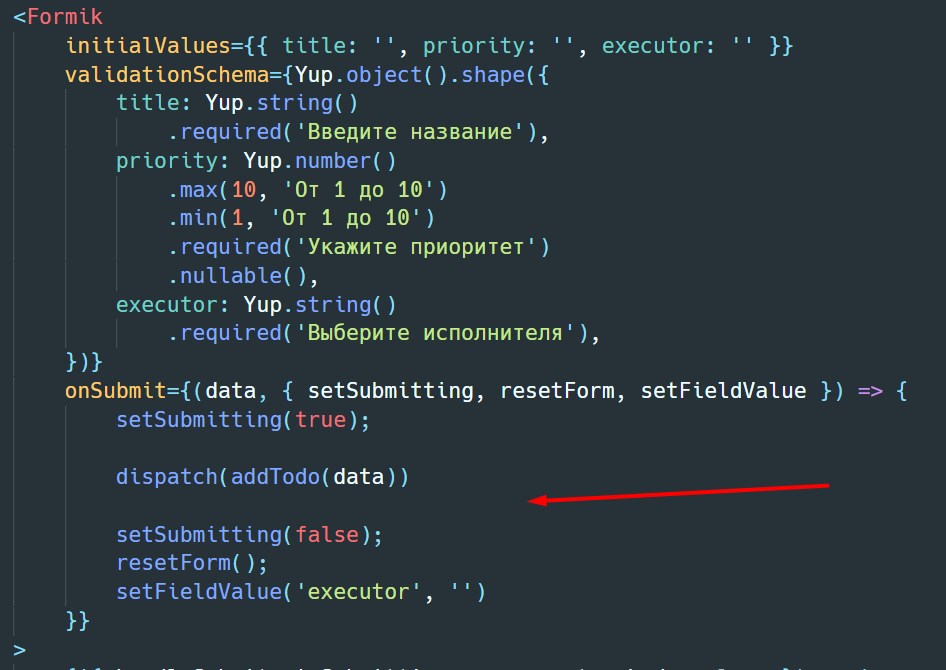 <Formik
initialValues={{ title: '', priority: '', executor: '' }}
validationSchema={Yup.object().shape({
title: Yup.string()
.required('Введите название'),
priority: Yup.number()
.max(10, 'От 1 до 10')
.min(1, 'От 1 до 10')
.required('Укажите приоритет')
.nullable(),
executor: Yup.string()
.required('Выберите исполнителя'),
})}
onSubmit={(data, { setSubmitting, resetForm, setFieldValue }) => {
setSubmitting(true);
dispatch(addTodo(data))
setSubmitting(false);
resetForm();
setFieldValue('executor', '')
}}
>